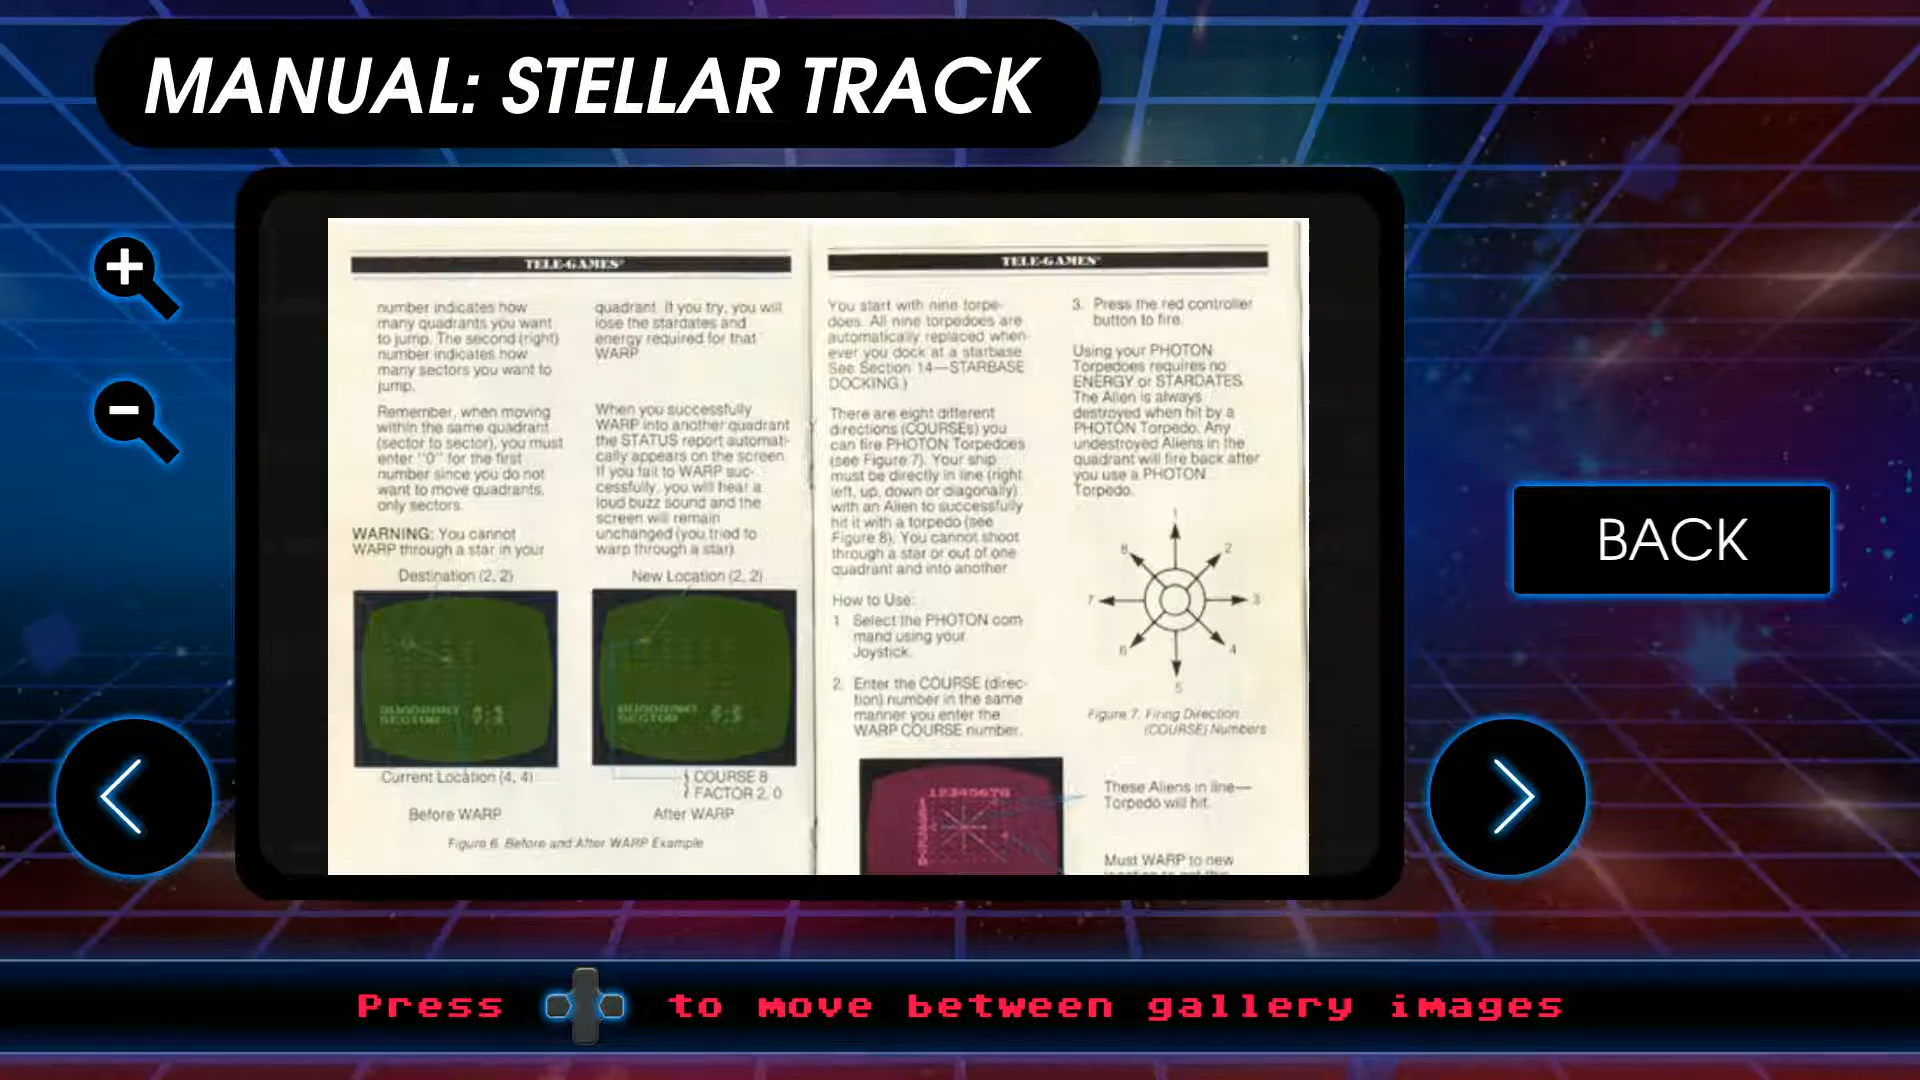 MANUAL: STELLAR TRACK
TELE-GAMES®
number indicates how
many quadrants you want
to jump. The second (right)
number indicates how
many sectors you want to
jump.
Remember, when moving
within the same quadrant
(sector to sector), you must
enter "0" for the first
number since you do not
want to move quadrants,
only sectors.
WARNING: You cannot
WARP through a star in your
quadrant. If you try, you will
lose the stardates and
energy required for that
WARP
When you successfully
WARP into another quadrant
the STATUS report automati-
cally appears on the screen
If you fail to WARP suc-
cessfully, you will hear a
loud buzz sound and the
screen will remain
unchanged (you tried to
warp through a star)
Destination (2, 2)
New Location (2, 2)
QUADRANT 4,4
SECTOR
QUADRANT 2,2
SECTOR
Current Location (4, 4)
COURSE 8
FACTOR 2, 0
Before WARP
After WARP
Figure 6. Before and After WARP Example
TELE-GAMES®
You start with nine torpe-
does. All nine torpedoes are
automatically replaced when-
ever you dock at a starbase
See Section 14—STARBASE
DOCKING.)
There are eight different
directions (COURSEs) you
can fire PHOTON Torpedoes
(see Figure 7). Your ship
must be directly in line (right,
left, up, down or diagonally)
with an Alien to successfully
hit it with a torpedo (see
Figure 8). You cannot shoot
through a star or out of one
quadrant and into another
How to Use:
1 Select the PHOTON com-
mand using your
Joystick.
2. Enter the COURSE (direc-
tion) number in the same
manner you enter the
WARP COURSE number.
12345678
3. Press the red controller
button to fire.
Using your PHOTON
Torpedoes requires no
ENERGY or STARDATES.
The Alien is always
destroyed when hit by a
PHOTON Torpedo. Any
undestroyed Aliens in the
quadrant will fire back after
you use a PHOTON
Torpedo.
1
8 2
7 3
6 4
5
Figure 7. Firing Direction
(COURSE) Numbers
These Aliens in line—
Torpedo will hit.
Must WARP to new
BACK
Press to move between gallery images